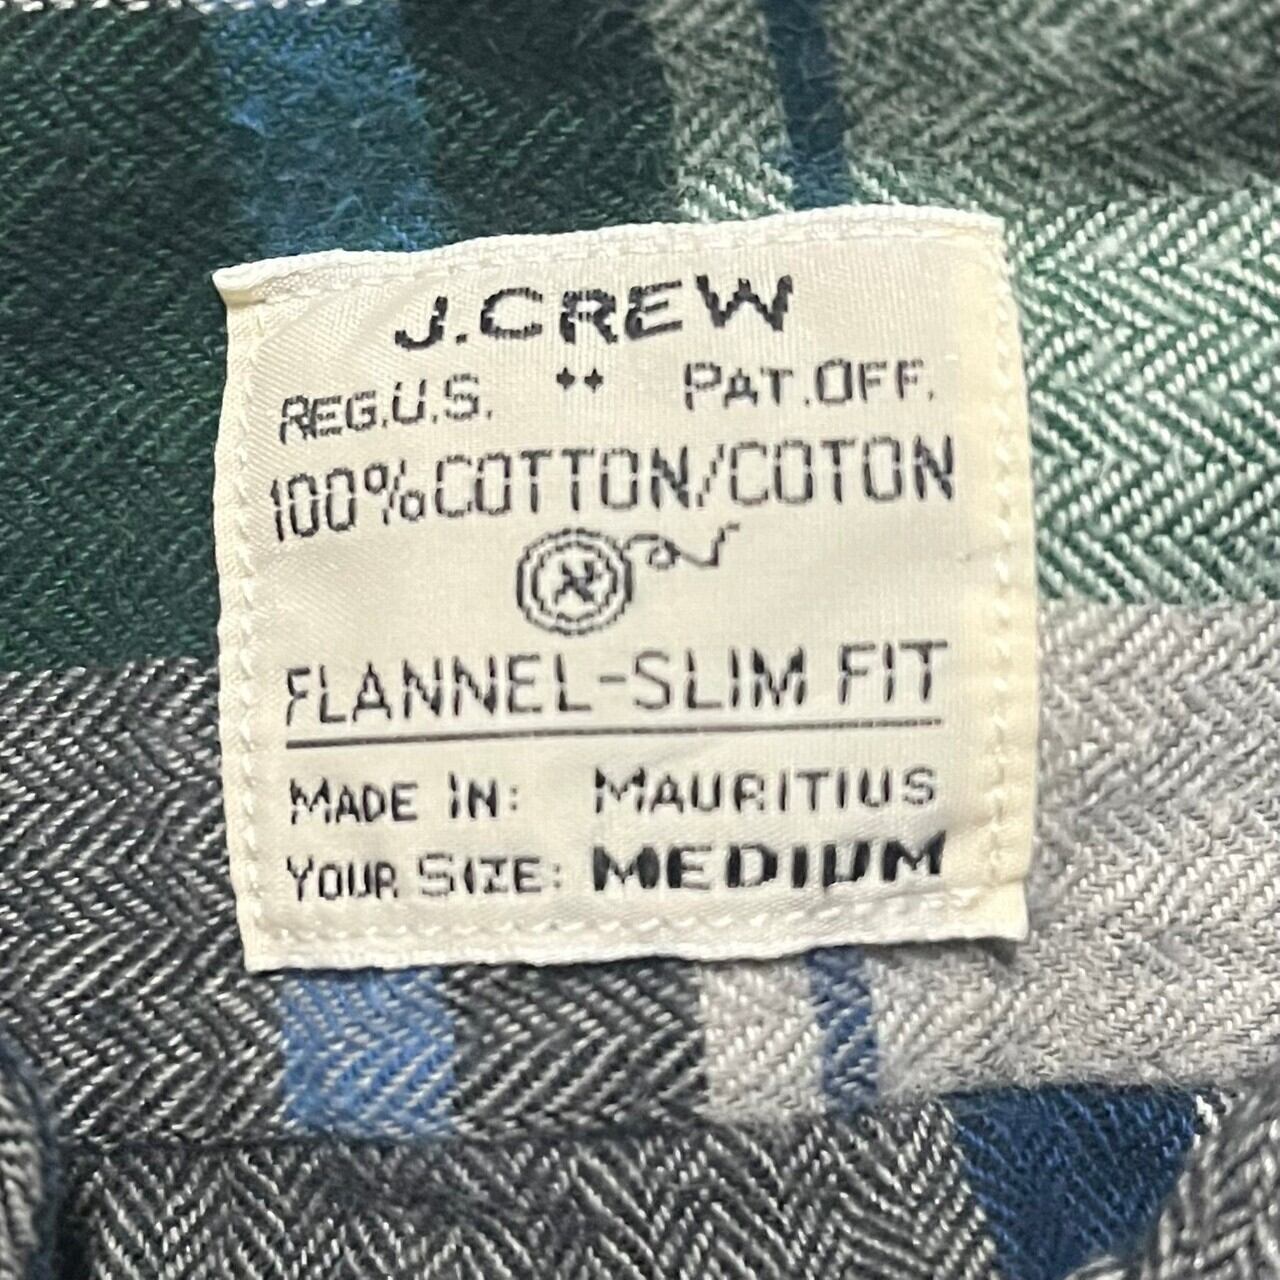 J.CREW
REG.U.S. ** PAT.OFF.
100%COTTON/COTON
FLANNEL-SLIM FIT
MADE IN: MAURITIUS
YOUR SIZE: MEDIUM